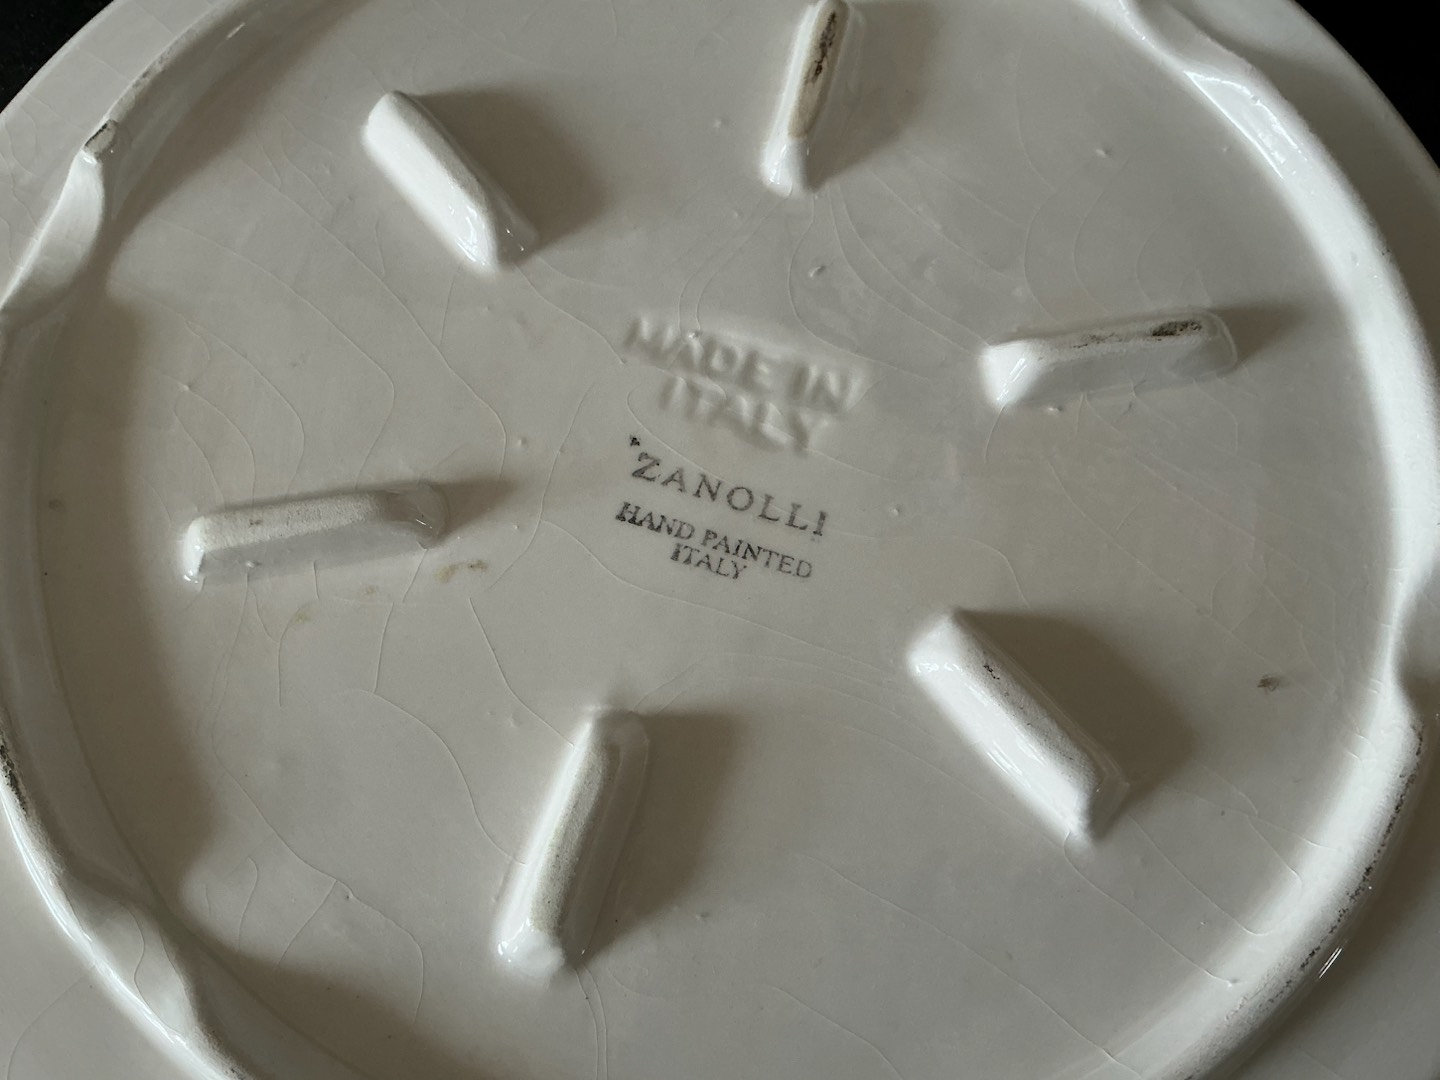 MADE IN
ITALY
ZANOLLI
HAND PAINTED
ITALY